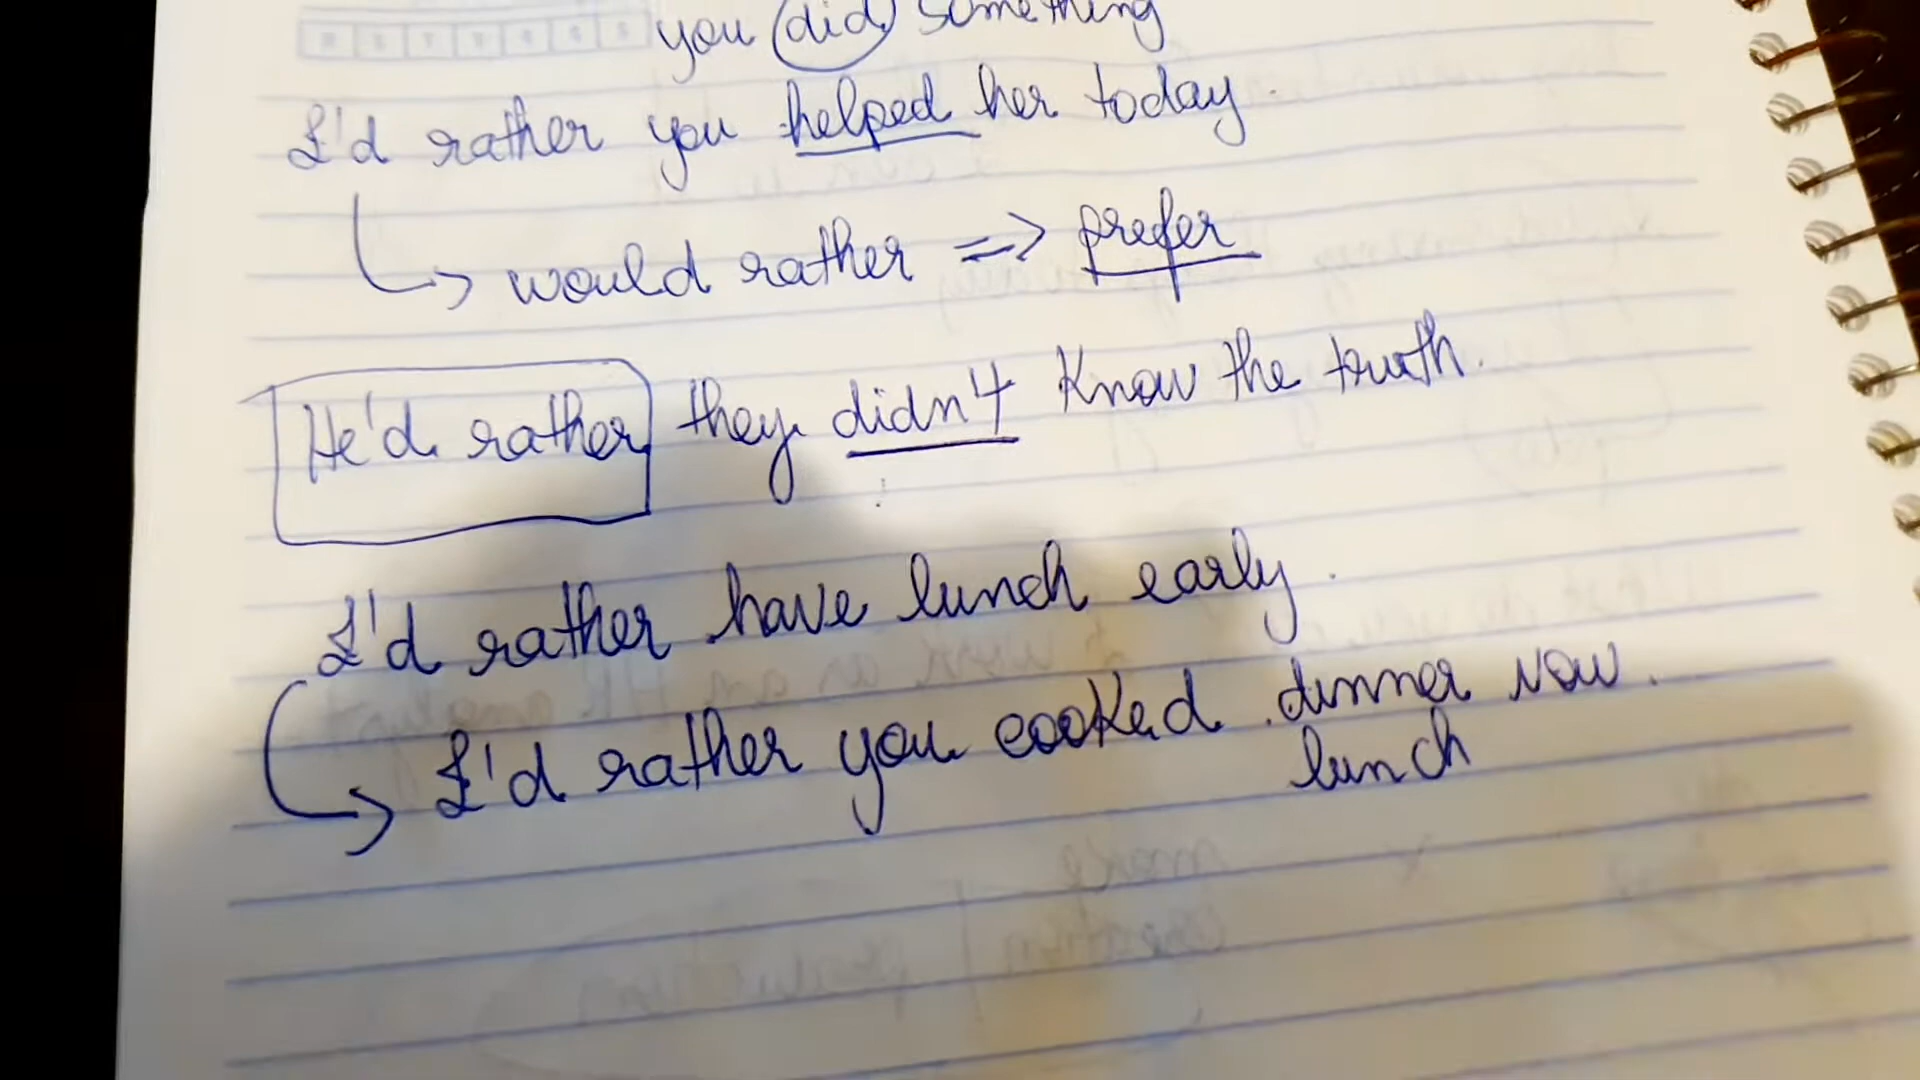 you did something
I'd rather you helped her today.
would rather => prefer
He'd rather they didn't know the truth.
I'd rather have lunch early.
I'd rather you cooked dinner now.
lunch